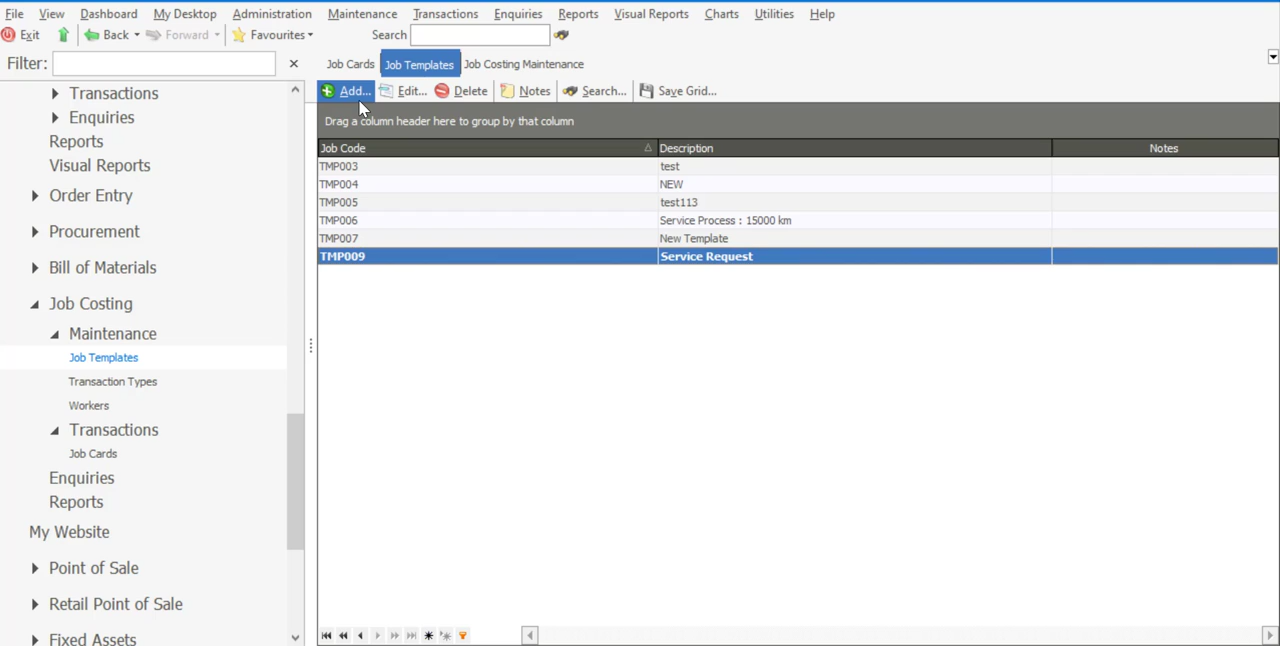 File View Dashboard My Desktop Administration Maintenance Transactions Enquiries Reports Visual Reports Charts Utilities Help
Exit Back Forward Favourites Search
Filter:
Job Cards Job Templates Job Costing Maintenance
Add... Edit... Delete Notes Search... Save Grid...
Drag a column header here to group by that column
Job Code Description Notes
TMP003 test
TMP004 NEW
TMP005 test113
TMP006 Service Process : 15000 km
TMP007 New Template
TMP009 Service Request
Transactions
Enquiries
Reports
Visual Reports
Order Entry
Procurement
Bill of Materials
Job Costing
Maintenance
Job Templates
Transaction Types
Workers
Transactions
Job Cards
Enquiries
Reports
My Website
Point of Sale
Retail Point of Sale
Fixed Assets